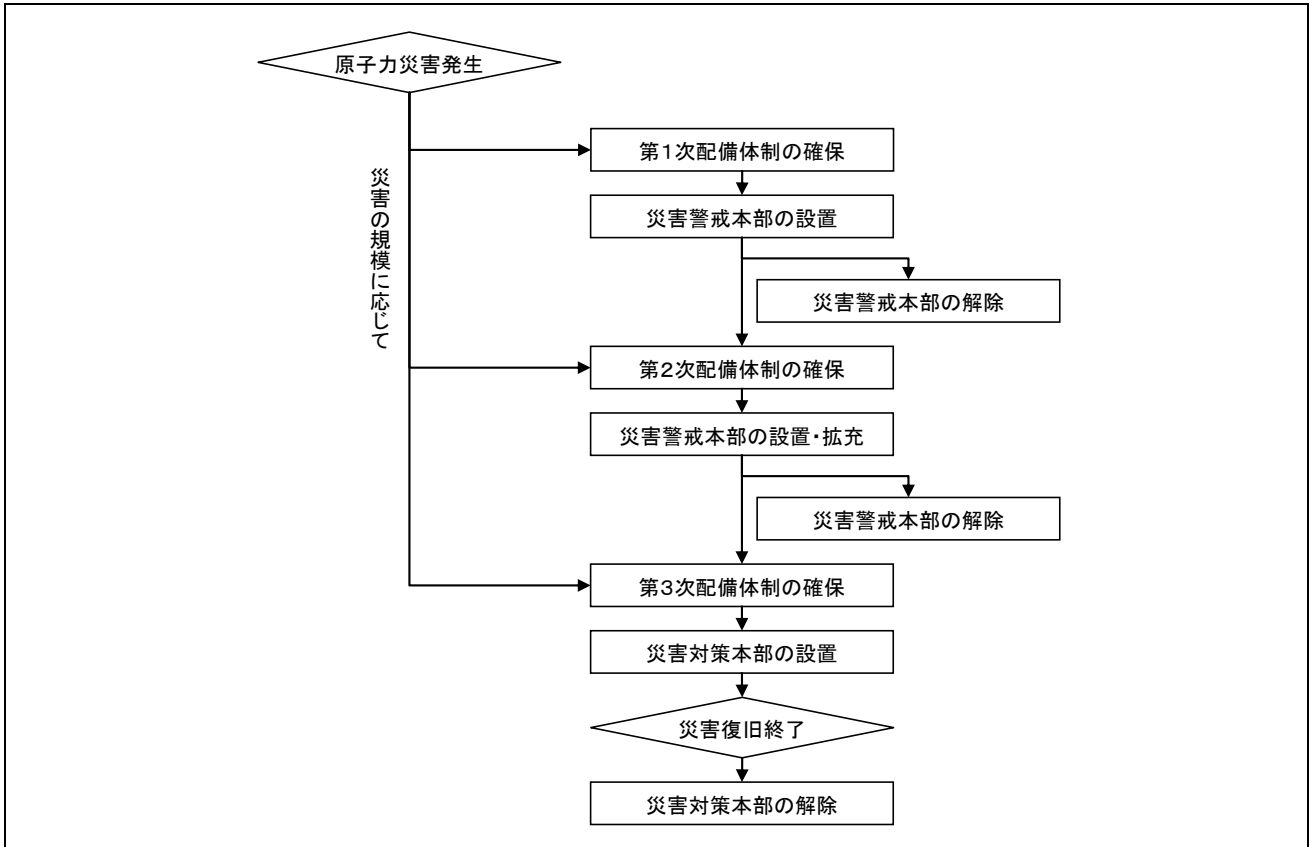 原子力災害発生
災害の規模に応じて
第1次配備体制の確保
災害警戒本部の設置
災害警戒本部の解除
第2次配備体制の確保
災害警戒本部の設置・拡充
災害警戒本部の解除
第3次配備体制の確保
災害対策本部の設置
災害復旧終了
災害対策本部の解除